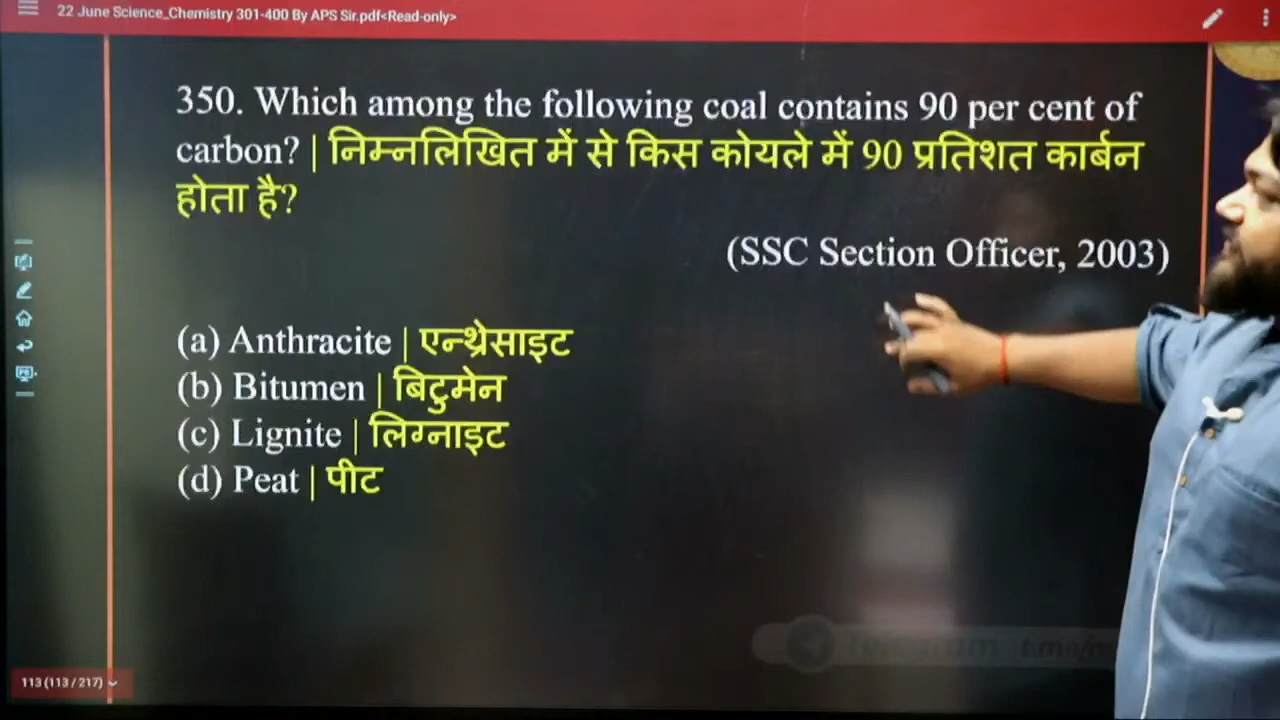 22 June Science_Chemistry 301-400 By APS Sir.pdf<Read-only>
350. Which among the following coal contains 90 per cent of
carbon? | निम्नलिखित में से किस कोयले में 90 प्रतिशत कार्बन
होता है?
(SSC Section Officer, 2003)
(a) Anthracite | एन्थ्रेसाइट
(b) Bitumen | बिटुमेन
(c) Lignite | लिग्नाइट
(d) Peat | पीट
Telegram t.me/
113 (113 / 217)